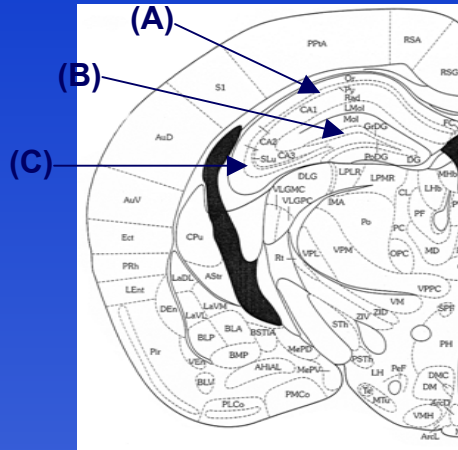 (A)
(B)
(C)
PPtA
RSA
RSG
S1
AuD
AuV
Ect
PRh
LEnt
Pir
Or
Py
Rad
LMol
Mol
GrDG
PoDG
DG
FC
CA1
CA2
CA3
SLu
DLG
LPLR
LPMR
MHb
LHb
CL
VLGMC
VLGPC
IMA
Po
PF
PC
OPC
MD
CPu
Rt
VPL
VPM
AStr
LaDL
LaVM
LaVL
DEn
BLA
BLP
BMP
BSTIA
VEn
BLV
AHiAL
MePD
MePV
PLCo
PMCo
VPPC
VM
SPF
ZID
ZIV
STh
PSTh
PH
LH
PeF
DMC
DM
ArcD
Te
MTu
VMH
ArcL